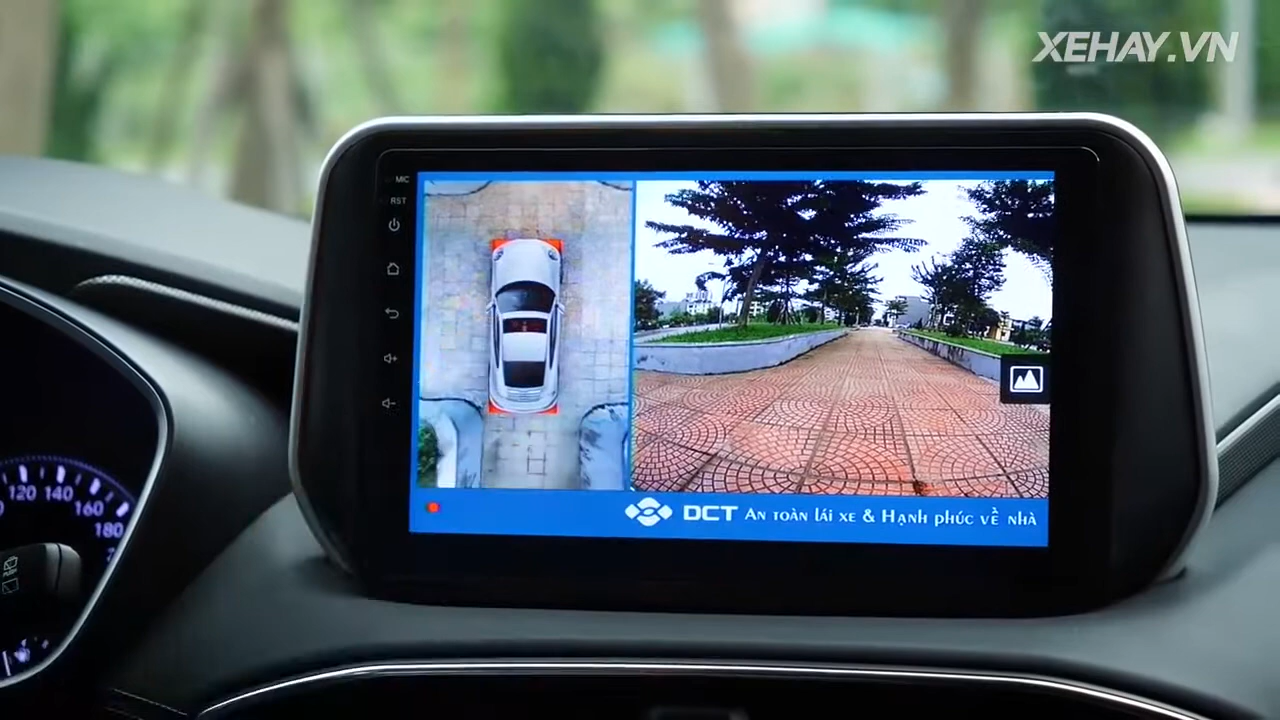 XEHAY.VN
MIC
RST
120 140
160
180
DCT AN TOÀN LÁI XE & HẠNH PHÚC VỀ NHÀ